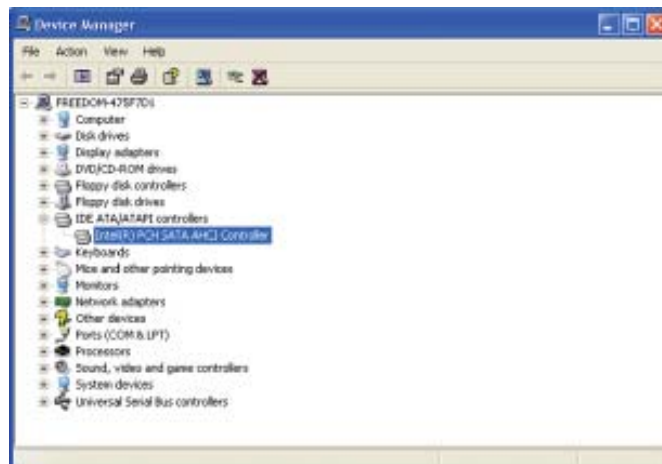 Device Manager
File Action View Help
FREEDOM-475F7D1
Computer
Disk drives
Display adapters
DVD/CD-ROM drives
Floppy disk controllers
Floppy disk drives
IDE ATA/ATAPI controllers
Intel(R) PCH SATA AHCI Controller
Keyboards
Mice and other pointing devices
Monitors
Network adapters
Other devices
Ports (COM & LPT)
Processors
Sound, video and game controllers
System devices
Universal Serial Bus controllers